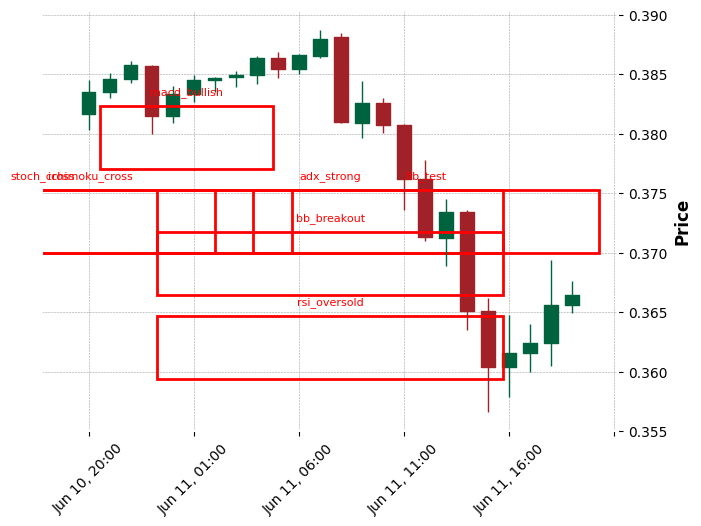 0.390
0.385
macd_bullish
0.380
stoch_cross
ichimoku_cross
adx_strong
bb_test
0.375
bb_breakout
0.370
0.365
rsi_oversold
0.360
0.355
Price
Jun 10, 20:00
Jun 11, 01:00
Jun 11, 06:00
Jun 11, 11:00
Jun 11, 16:00